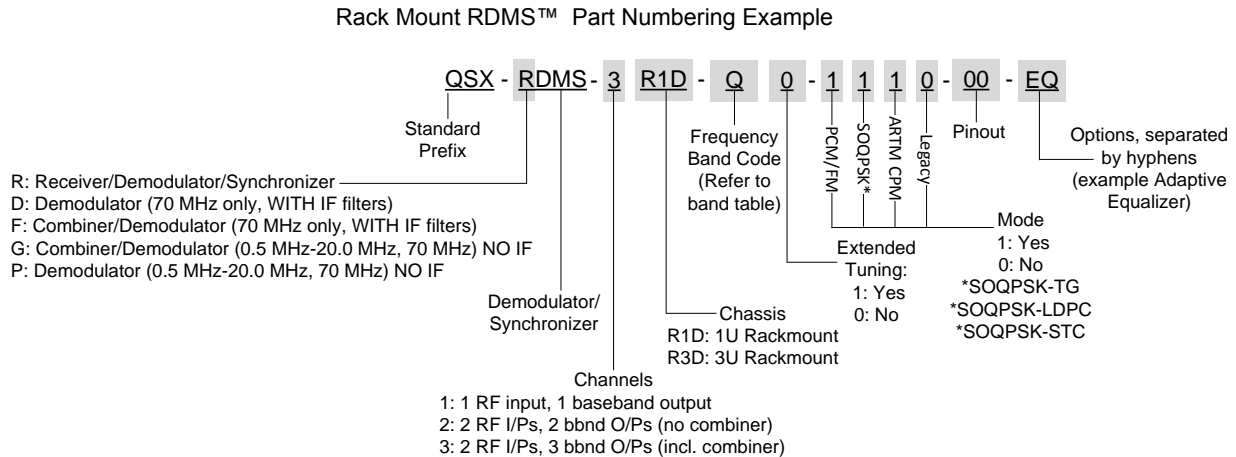 Rack Mount RDMS™ Part Numbering Example
QSX - RDMS - 3 R1D - Q 0 - 1 1 1 0 - 00 - EQ
Standard
Prefix
Frequency
Band Code
(Refer to
band table)
PCM/FM
SOQPSK*
ARTM CPM
Legacy
Pinout
Options, separated
by hyphens
(example Adaptive
Equalizer)
R: Receiver/Demodulator/Synchronizer
D: Demodulator (70 MHz only, WITH IF filters)
F: Combiner/Demodulator (70 MHz only, WITH IF filters)
G: Combiner/Demodulator (0.5 MHz-20.0 MHz, 70 MHz) NO IF
P: Demodulator (0.5 MHz-20.0 MHz, 70 MHz) NO IF
Mode
1: Yes
0: No
*SOQPSK-TG
*SOQPSK-LDPC
*SOQPSK-STC
Extended
Tuning:
1: Yes
0: No
Demodulator/
Synchronizer
Chassis
R1D: 1U Rackmount
R3D: 3U Rackmount
Channels
1: 1 RF input, 1 baseband output
2: 2 RF I/Ps, 2 bbnd O/Ps (no combiner)
3: 2 RF I/Ps, 3 bbnd O/Ps (incl. combiner)